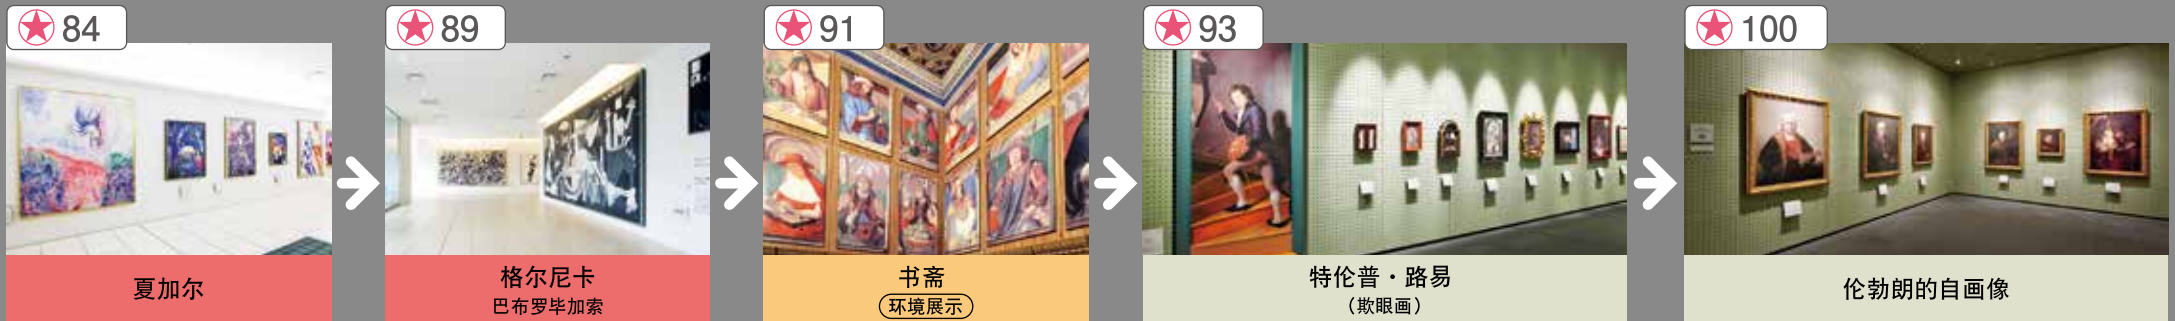 84
夏加尔
89
格尔尼卡
巴布罗毕加索
91
书斋
环境展示
93
特伦普・路易
（欺眼画）
100
伦勃朗的自画像